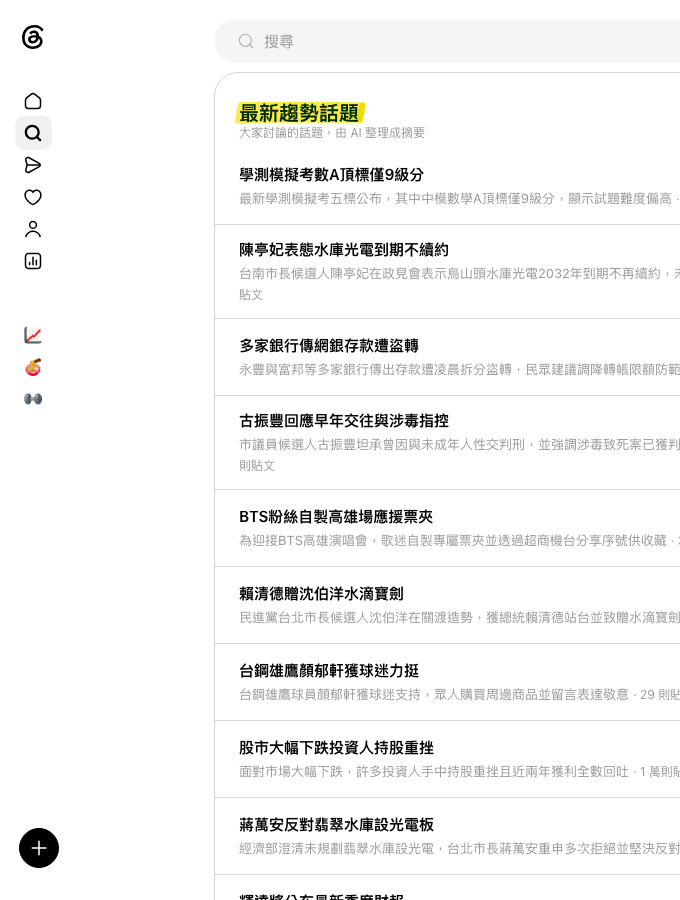 搜尋
最新趨勢話題
大家討論的話題，由 AI 整理成摘要
學測模擬考數A頂標僅9級分
最新學測模擬考五標公布，其中中模數學A頂標僅9級分，顯示試題難度偏高 ·
陳亭妃表態水庫光電到期不續約
台南市長候選人陳亭妃在政見會表示烏山頭水庫光電2032年到期不再續約，
貼文
多家銀行傳網銀存款遭盜轉
永豐與富邦等多家銀行傳出存款遭凌晨拆分盜轉，民眾建議調降轉帳限額防範
古振豐回應早年交往與涉毒指控
市議員候選人古振豐坦承曾因與未成年人性交判刑，並強調涉毒致死案已獲判
則貼文
BTS粉絲自製高雄場應援票夾
為迎接BTS高雄演唱會，歌迷自製專屬票夾並透過超商機台分享序號供收藏 ·
賴清德贈沈伯洋水滴寶劍
民進黨台北市長候選人沈伯洋在關渡造勢，獲總統賴清德站台並致贈水滴寶劍
台鋼雄鷹顏郁軒獲球迷力挺
台鋼雄鷹球員顏郁軒獲球迷支持，眾人購買周邊商品並留言表達敬意 · 29 則貼
股市大幅下跌投資人持股重挫
面對市場大幅下跌，許多投資人手中持股重挫且近兩年獲利全數回吐 · 1 萬則貼
蔣萬安反對翡翠水庫設光電板
經濟部澄清未規劃翡翠水庫設光電，台北市長蔣萬安重申多次拒絕並堅決反對
輝達將公布最新季度財報